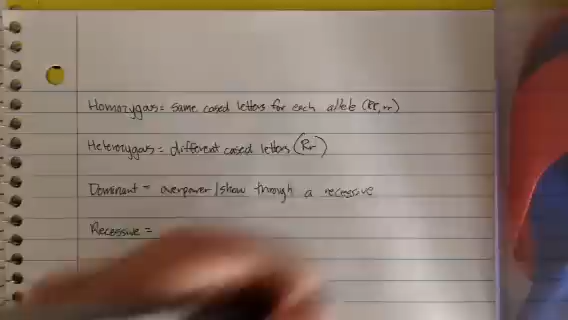 Homozygous = same cased letters for each allele (RR, rr)
Heterozygous = different cased letters (Rr)
Dominant = overpower/show through a recessive
Recessive =